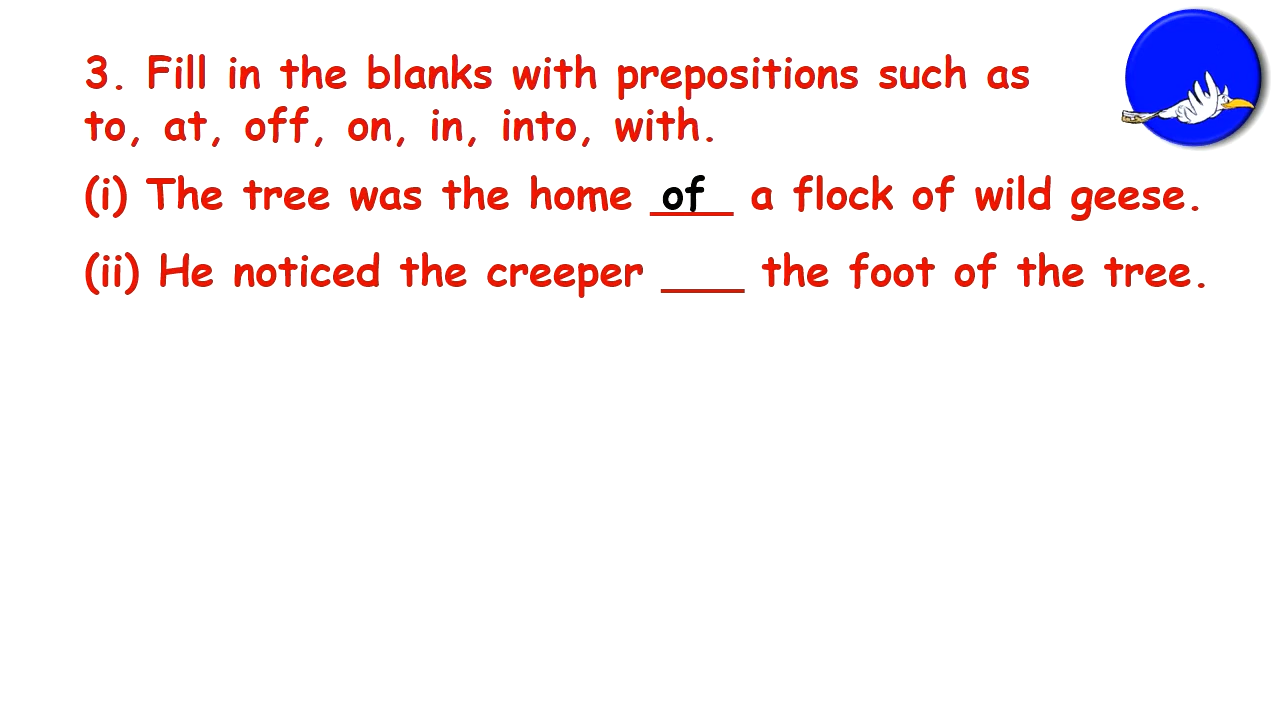 3. Fill in the blanks with prepositions such as
to, at, off, on, in, into, with.
(i) The tree was the home of a flock of wild geese.
(ii) He noticed the creeper ___ the foot of the tree.